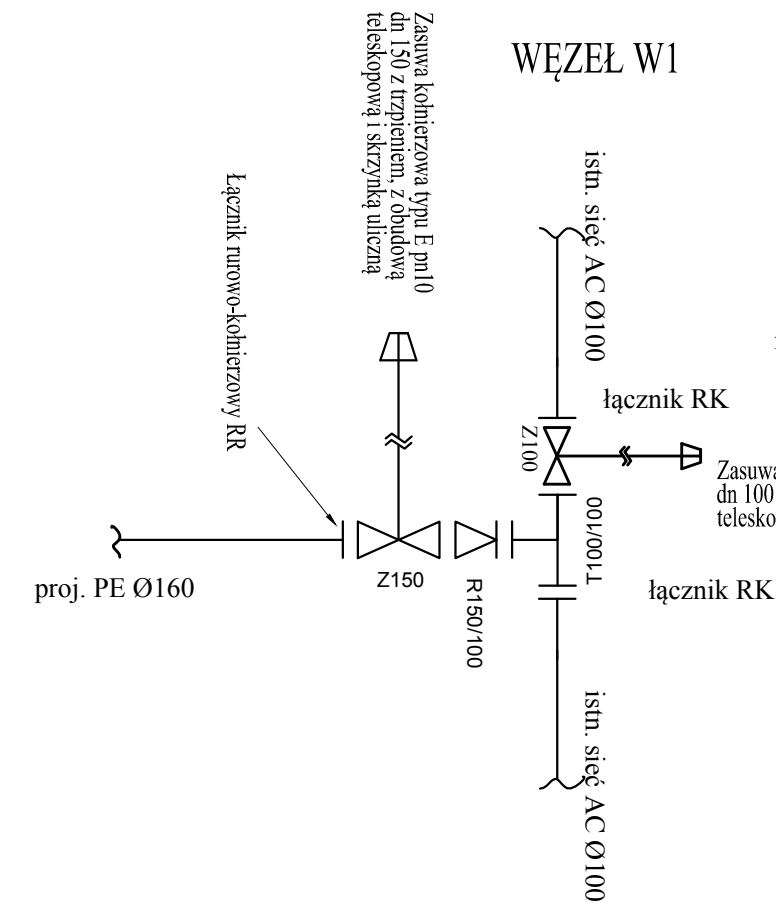 WĘZEŁ W1
Zasuwa kołnierzowa typu E pn10
dn 150 z trzpieniem, z obudową
teleskopową i skrzynką uliczną
istn. sieć AC Ø100
Łącznik rurowo-kołnierzowy RR
łącznik RK
Z100
Zasuwa
dn 100
telesko
T100/100
proj. PE Ø160
Z150
R150/100
łącznik RK
istn. sieć AC Ø100